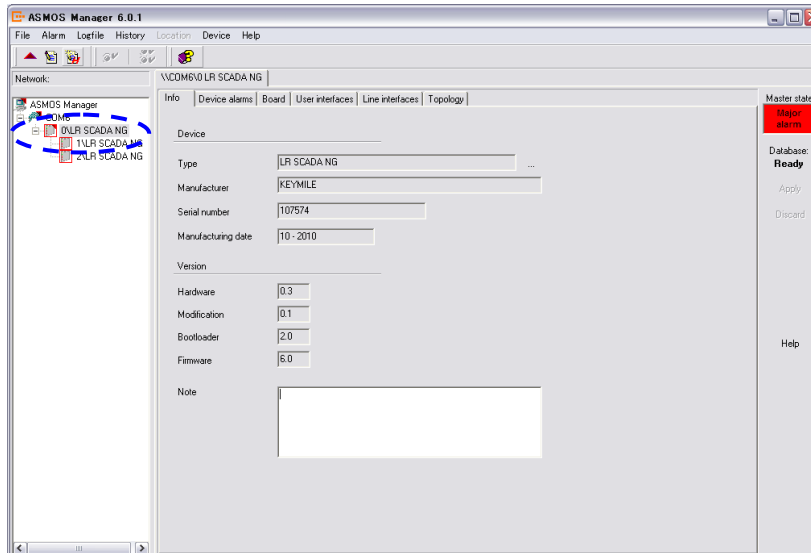 ASMOS Manager 6.0.1
File Alarm Logfile History Location Device Help
Network:
\\COM6\0 LR SCADA NG
ASMOS Manager
COM6
0\LR SCADA NG
1\LR SCADA NG
2\LR SCADA NG
Info Device alarms Board User interfaces Line interfaces Topology
Device
Type LR SCADA NG ...
Manufacturer KEYMILE
Serial number 107574
Manufacturing date 10 - 2010
Version
Hardware 0.3
Modification 0.1
Bootloader 2.0
Firmware 6.0
Note
Master state
Major alarm
Database:
Ready
Apply
Discard
Help